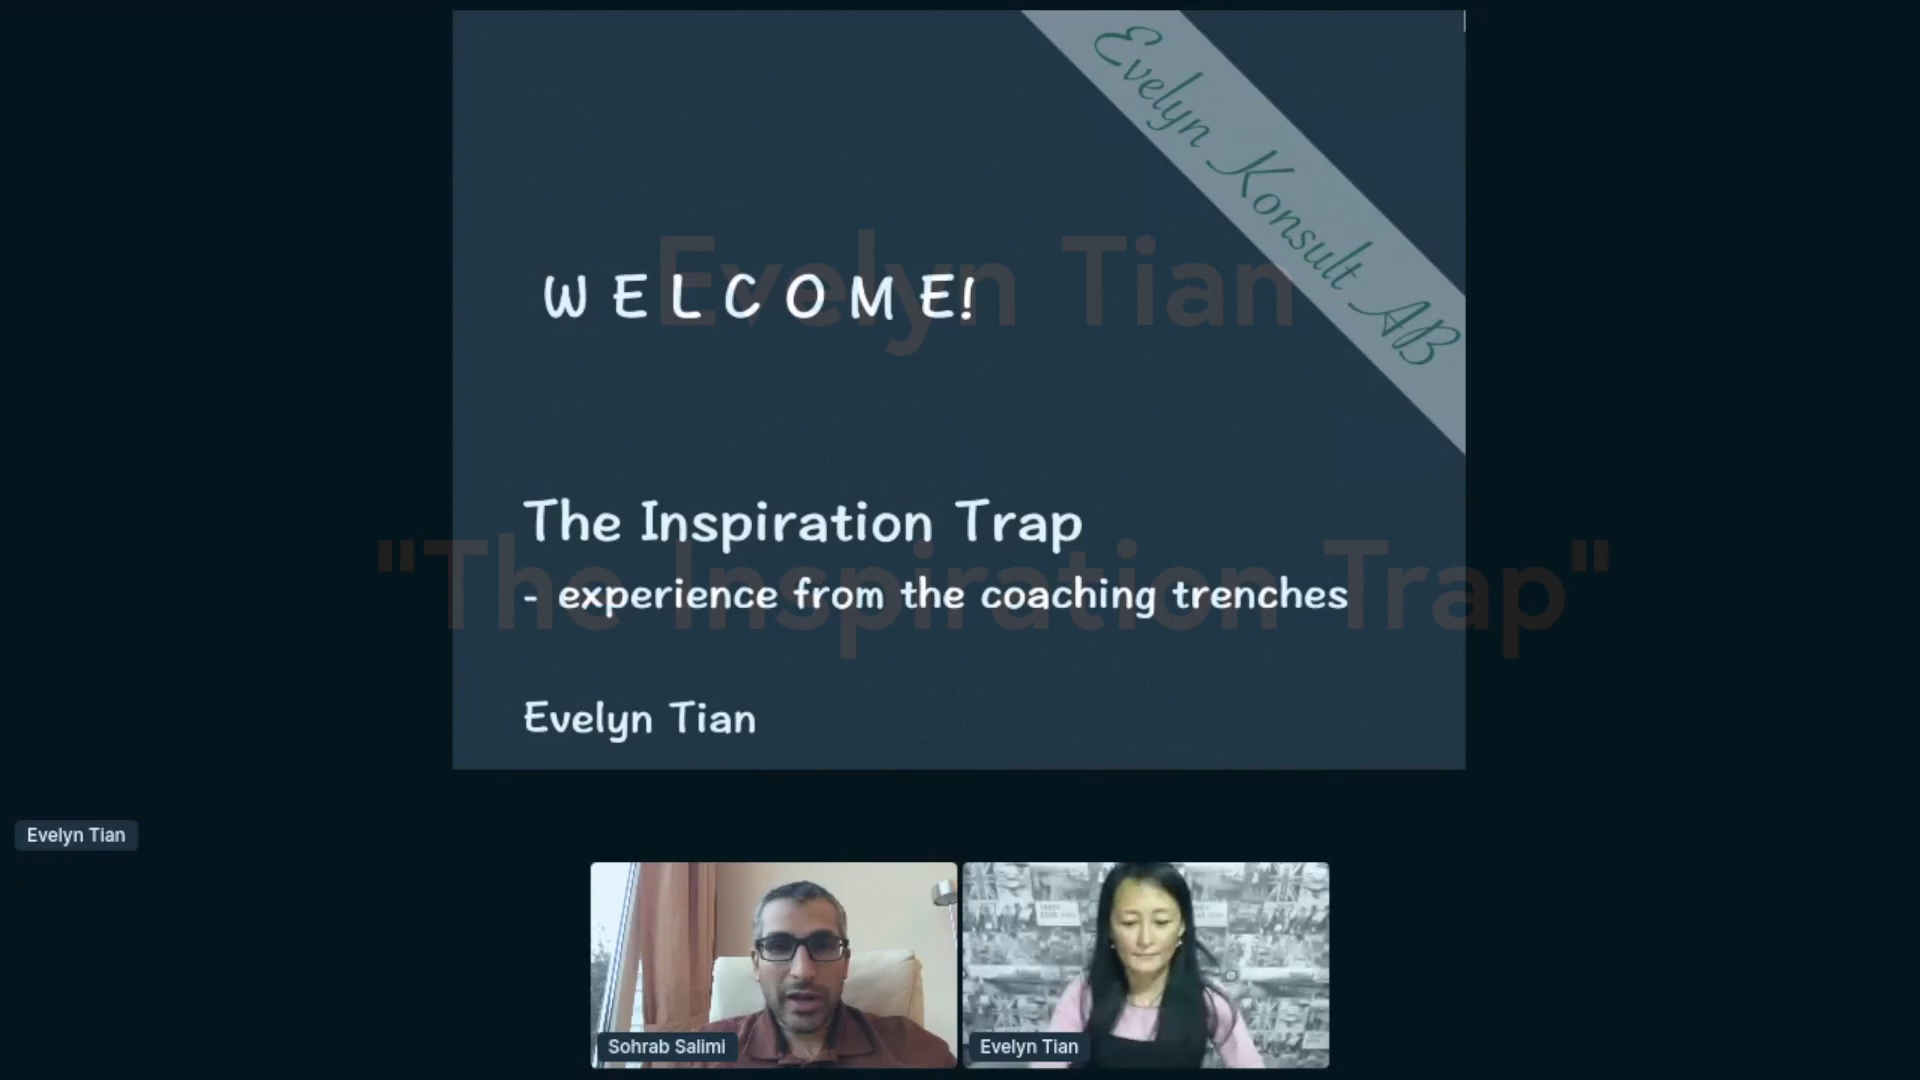 Evelyn Konsult AB
Evelyn Tian
W E L C O M E!
The Inspiration Trap
"The Inspiration Trap"
- experience from the coaching trenches
Evelyn Tian
Evelyn Tian
Sohrab Salimi
Evelyn Tian